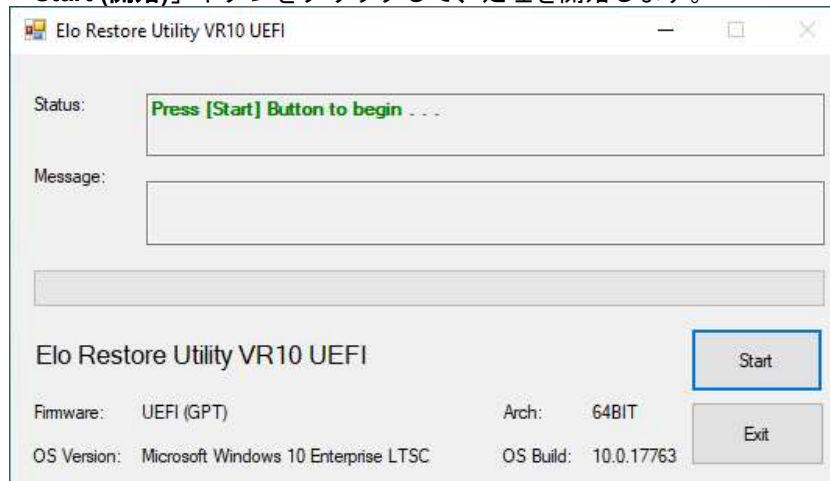 Start (開始)」ボタンをクリックして、処理を開始します。
Elo Restore Utility VR10 UEFI
Status:
Press [Start] Button to begin . . .
Message:
Elo Restore Utility VR10 UEFI
Start
Firmware: UEFI (GPT) Arch: 64BIT
Exit
OS Version: Microsoft Windows 10 Enterprise LTSC OS Build: 10.0.17763